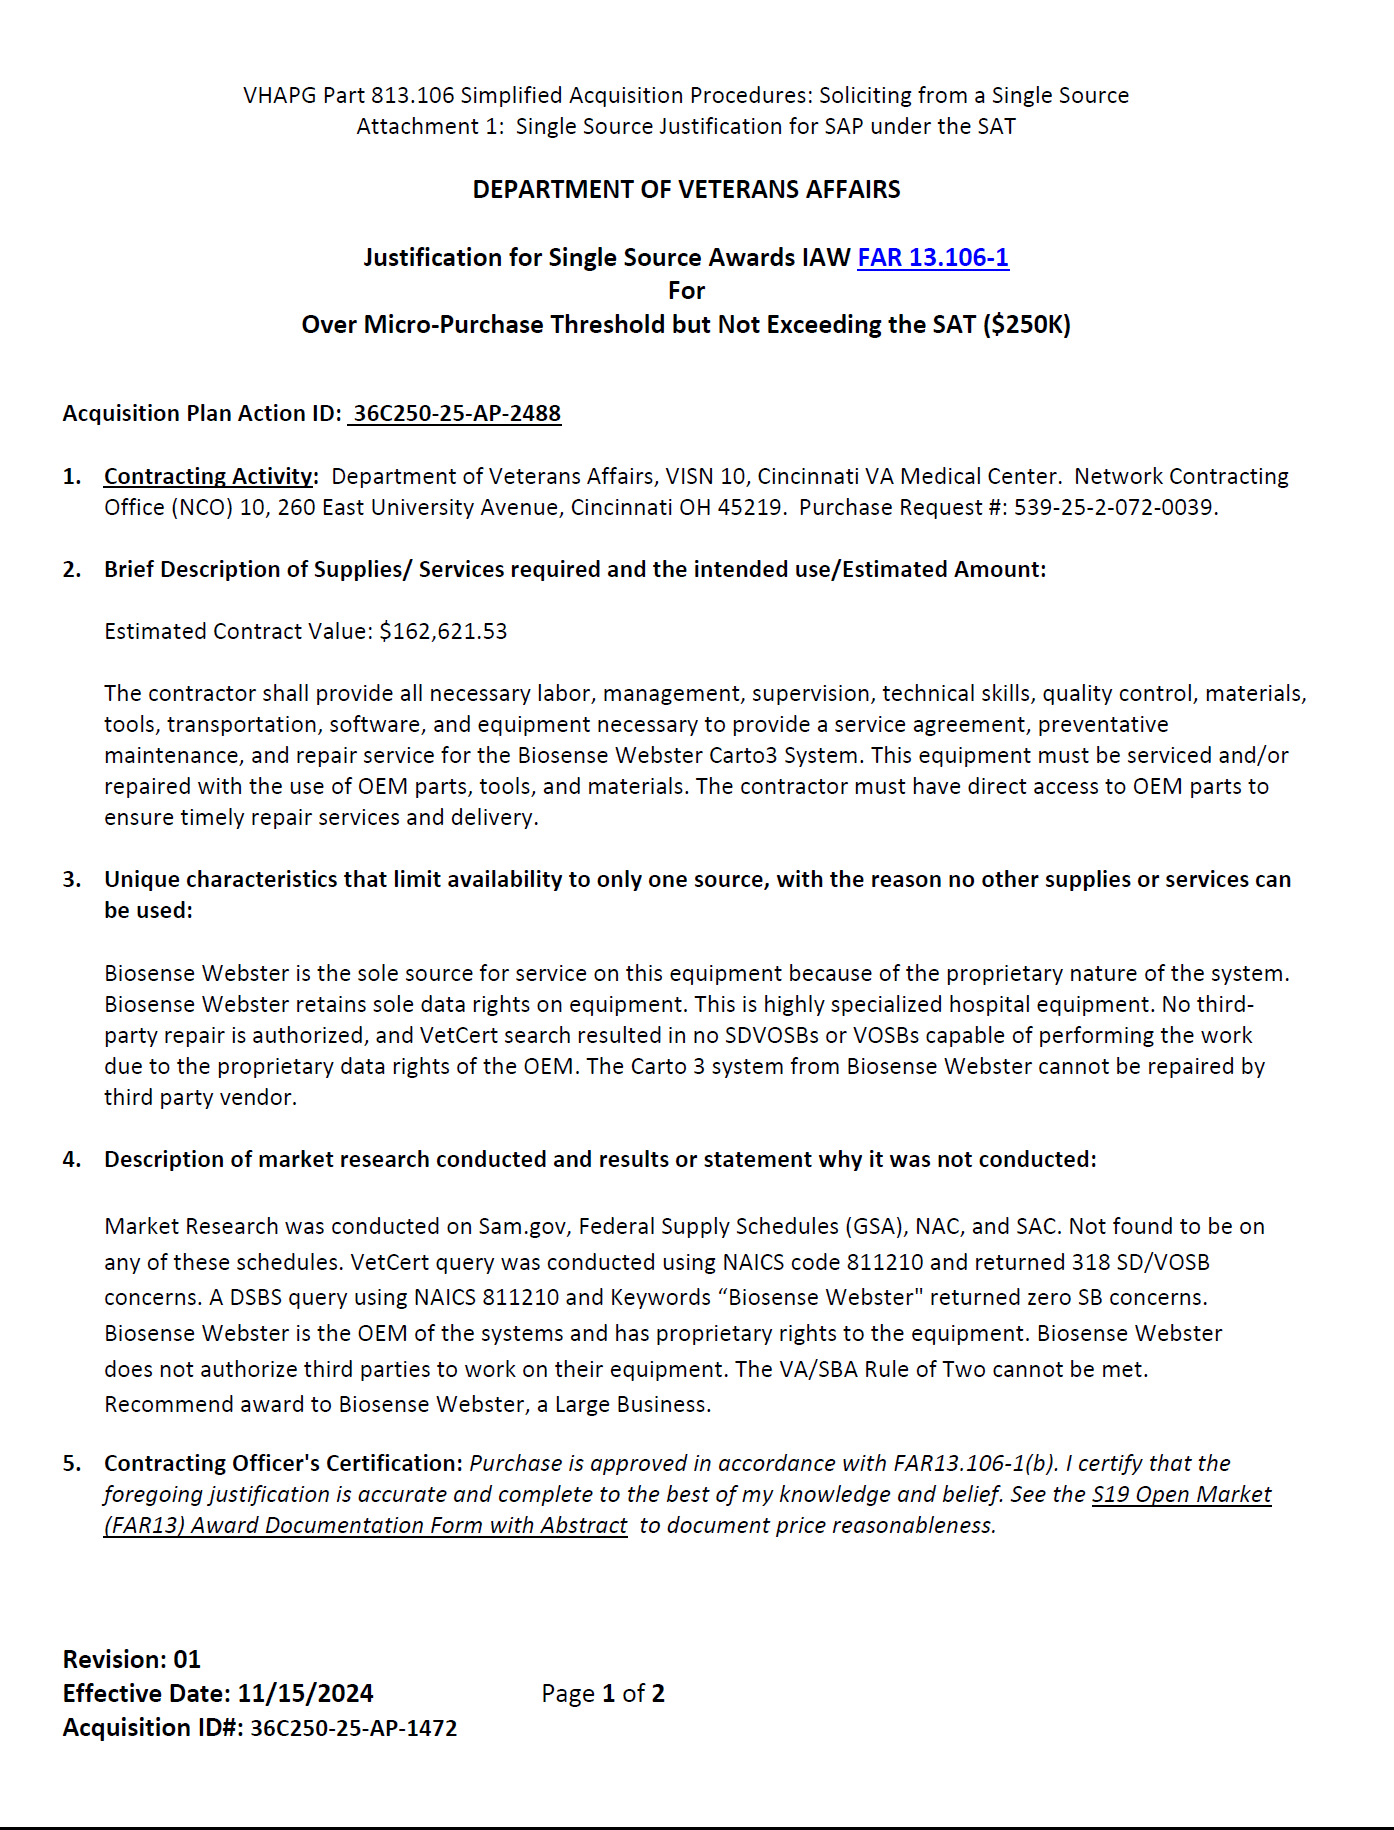 VHAPG Part 813.106 Simplified Acquisition Procedures: Soliciting from a Single Source
Attachment 1:  Single Source Justification for SAP under the SAT
DEPARTMENT OF VETERANS AFFAIRS
Justification for Single Source Awards IAW FAR 13.106-1
For
Over Micro-Purchase Threshold but Not Exceeding the SAT ($250K)
Acquisition Plan Action ID:  36C250-25-AP-2488
1. Contracting Activity:  Department of Veterans Affairs, VISN 10, Cincinnati VA Medical Center.  Network Contracting
Office (NCO) 10, 260 East University Avenue, Cincinnati OH 45219.  Purchase Request #: 539-25-2-072-0039.
2. Brief Description of Supplies/ Services required and the intended use/Estimated Amount:
Estimated Contract Value: $162,621.53
The contractor shall provide all necessary labor, management, supervision, technical skills, quality control, materials,
tools, transportation, software, and equipment necessary to provide a service agreement, preventative
maintenance, and repair service for the Biosense Webster Carto3 System. This equipment must be serviced and/or
repaired with the use of OEM parts, tools, and materials. The contractor must have direct access to OEM parts to
ensure timely repair services and delivery.
3. Unique characteristics that limit availability to only one source, with the reason no other supplies or services can
be used:
Biosense Webster is the sole source for service on this equipment because of the proprietary nature of the system.
Biosense Webster retains sole data rights on equipment. This is highly specialized hospital equipment. No third-
party repair is authorized, and VetCert search resulted in no SDVOSBs or VOSBs capable of performing the work
due to the proprietary data rights of the OEM. The Carto 3 system from Biosense Webster cannot be repaired by
third party vendor.
4. Description of market research conducted and results or statement why it was not conducted:
Market Research was conducted on Sam.gov, Federal Supply Schedules (GSA), NAC, and SAC. Not found to be on
any of these schedules. VetCert query was conducted using NAICS code 811210 and returned 318 SD/VOSB
concerns. A DSBS query using NAICS 811210 and Keywords “Biosense Webster" returned zero SB concerns.
Biosense Webster is the OEM of the systems and has proprietary rights to the equipment. Biosense Webster
does not authorize third parties to work on their equipment. The VA/SBA Rule of Two cannot be met.
Recommend award to Biosense Webster, a Large Business.
5. Contracting Officer's Certification: Purchase is approved in accordance with FAR13.106-1(b). I certify that the
foregoing justification is accurate and complete to the best of my knowledge and belief. See the S19 Open Market
(FAR13) Award Documentation Form with Abstract  to document price reasonableness.
Revision: 01
Effective Date: 11/15/2024 Page 1 of 2
Acquisition ID#: 36C250-25-AP-1472